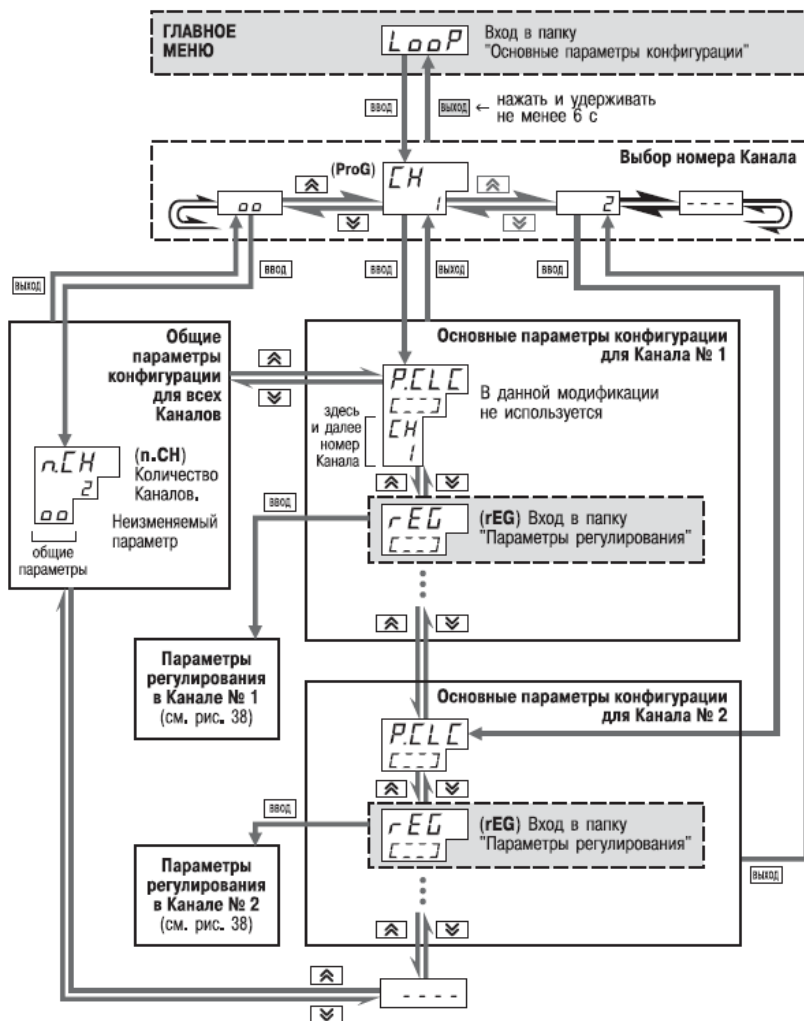 ГЛАВНОЕ
МЕНЮ
LooP
Вход в папку
"Основные параметры конфигурации"
ввод
выход
← нажать и удерживать
не менее 6 с
Выбор номера Канала
(ProG)
CH
1
oo
2
----
выход
ввод
ввод
выход
ввод
Общие
параметры
конфигурации
для всех
Каналов
n.CH
2
oo
(n.CH)
Количество
Каналов.
Неизменяемый
параметр
общие
параметры
Основные параметры конфигурации
для Канала № 1
P.CLC
[---]
CH
1
В данной модификации
не используется
здесь
и далее
номер
Канала
ввод
rEG
[---]
(rEG) Вход в папку
"Параметры регулирования"
Параметры
регулирования
в Канале № 1
(см. рис. 38)
Основные параметры конфигурации
для Канала № 2
P.CLC
[---]
ввод
rEG
[---]
(rEG) Вход в папку
"Параметры регулирования"
Параметры
регулирования
в Канале № 2
(см. рис. 38)
выход
----